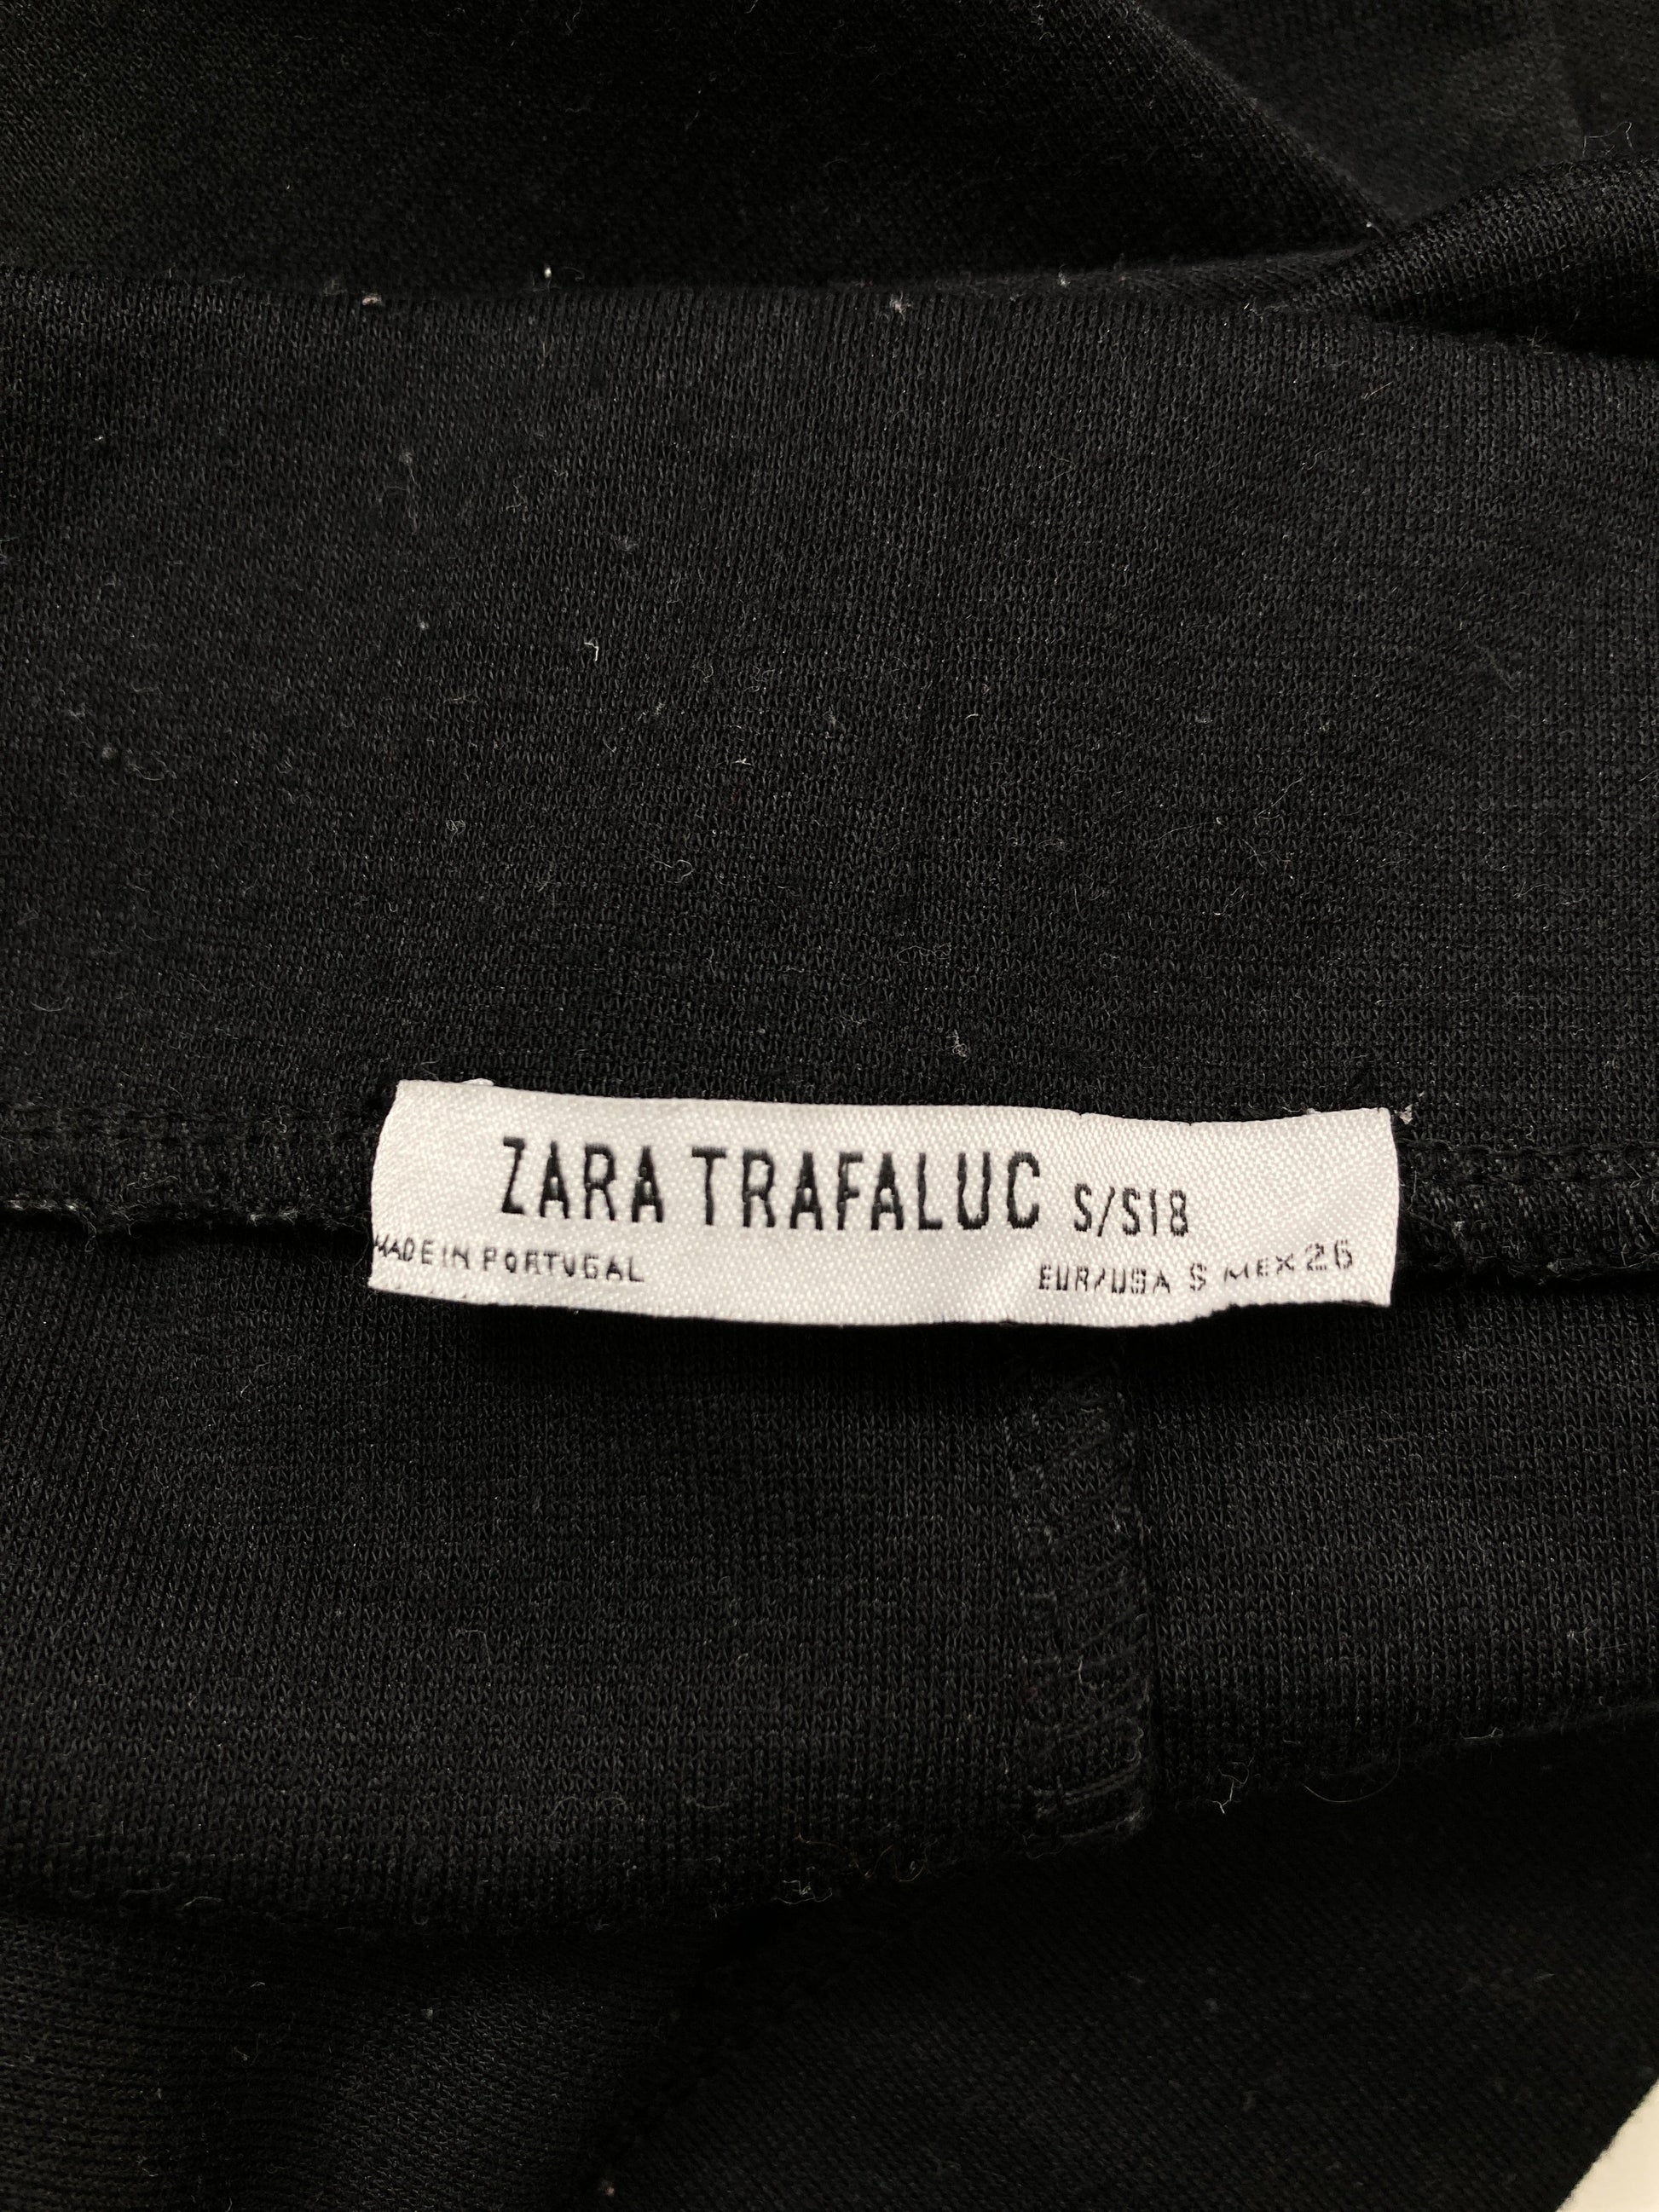 ZARA TRAFALUC S/S18
MADE IN PORTUGAL
EUR/USA S MEX 26